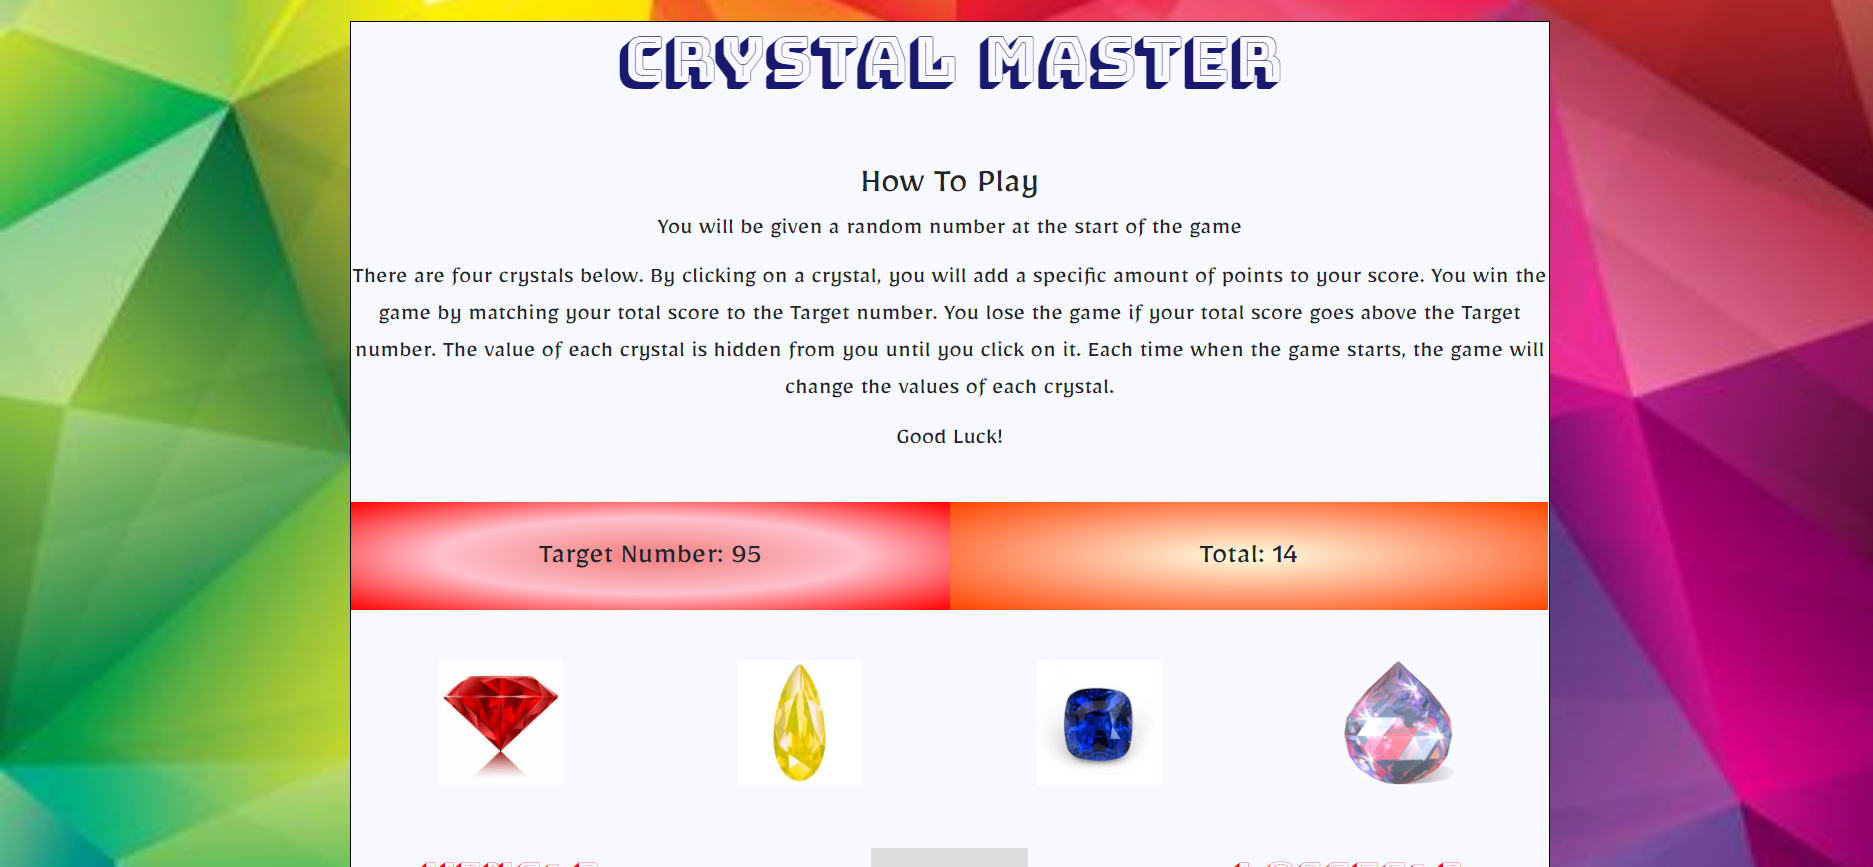 CRYSTAL MASTER
How To Play
You will be given a random number at the start of the game
There are four crystals below. By clicking on a crystal, you will add a specific amount of points to your score. You win the
game by matching your total score to the Target number. You lose the game if your total score goes above the Target
number. The value of each crystal is hidden from you until you click on it. Each time when the game starts, the game will
change the values of each crystal.
Good Luck!
Target Number: 95
Total: 14